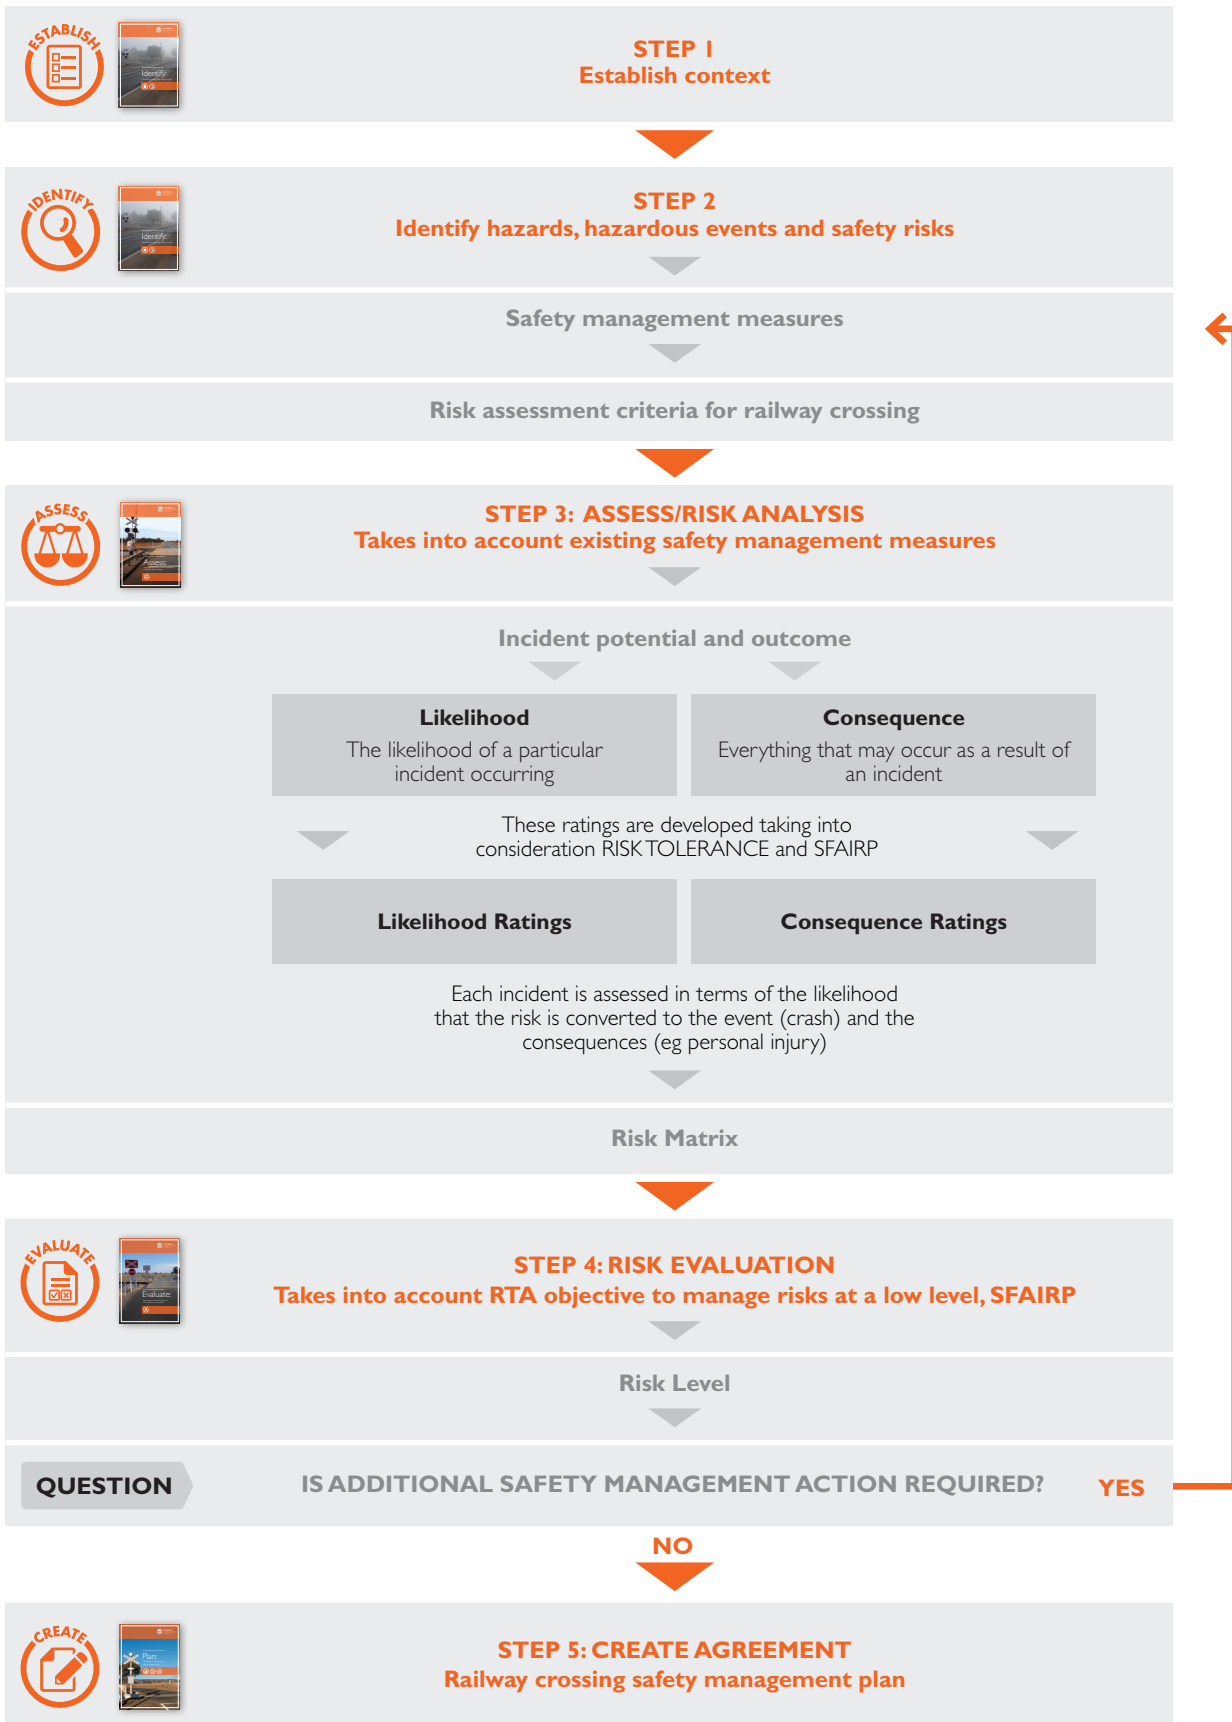 ESTABLISH
Identify:
STEP 1
Establish context
IDENTIFY
Identify:
STEP 2
Identify hazards, hazardous events and safety risks
Safety management measures
Risk assessment criteria for railway crossing
ASSESS
Assess:
STEP 3: ASSESS/RISK ANALYSIS
Takes into account existing safety management measures
Incident potential and outcome
Likelihood
The likelihood of a particular
incident occurring
Consequence
Everything that may occur as a result of
an incident
These ratings are developed taking into
consideration RISK TOLERANCE and SFAIRP
Likelihood Ratings
Consequence Ratings
Each incident is assessed in terms of the likelihood
that the risk is converted to the event (crash) and the
consequences (eg personal injury)
Risk Matrix
EVALUATE
Evaluate:
STEP 4: RISK EVALUATION
Takes into account RTA objective to manage risks at a low level, SFAIRP
Risk Level
QUESTION
IS ADDITIONAL SAFETY MANAGEMENT ACTION REQUIRED?
YES
NO
CREATE
Plan:
STEP 5: CREATE AGREEMENT
Railway crossing safety management plan